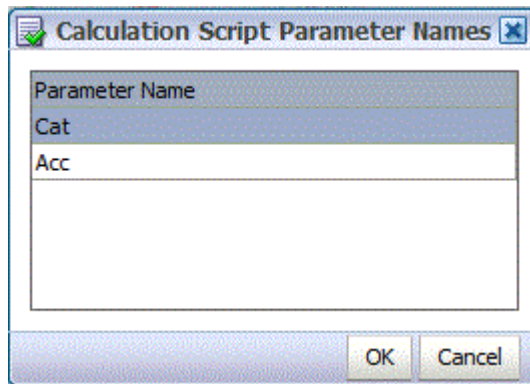 Calculation Script Parameter Names
Parameter Name
Cat
Acc
OK Cancel